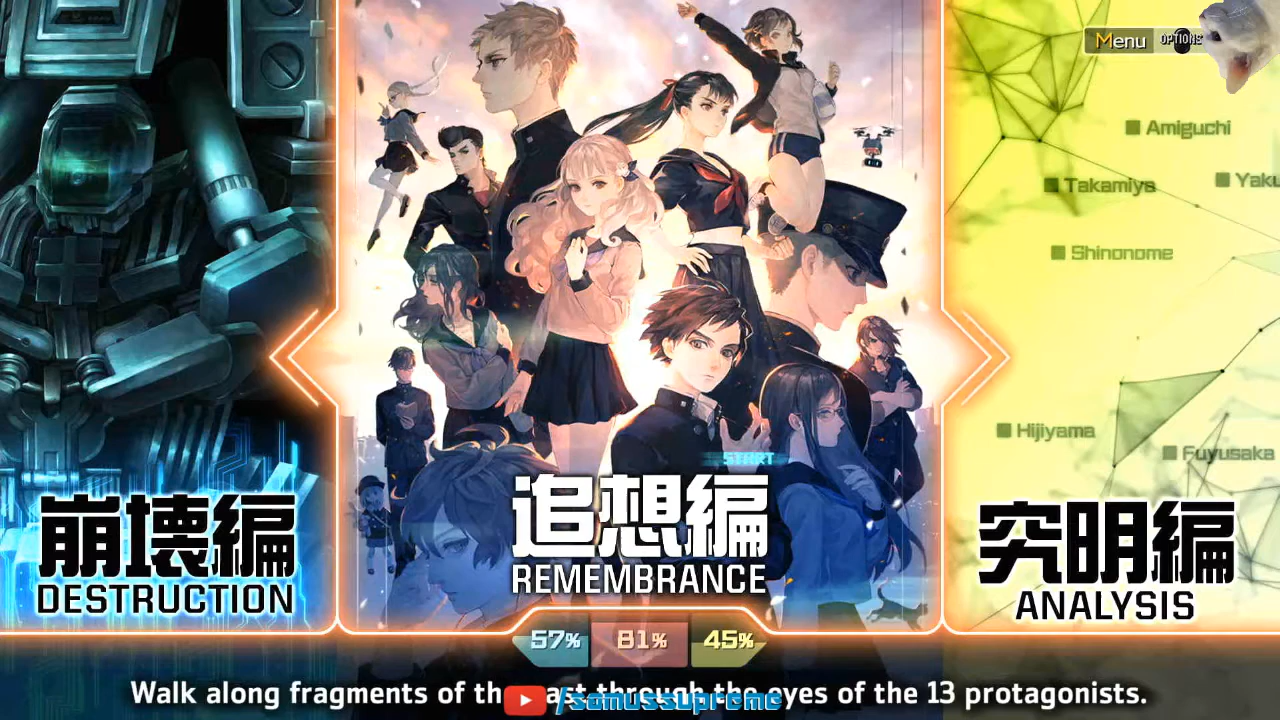 Menu OPTIONS
Amiguchi
Takamiya
Yaku
Shinonome
Hijiyama
Fuyusaka
START
崩壊編
DESTRUCTION
追想編
REMEMBRANCE
究明編
ANALYSIS
57% 81% 45%
Walk along fragments of the past through the eyes of the 13 protagonists.
/samussupreme